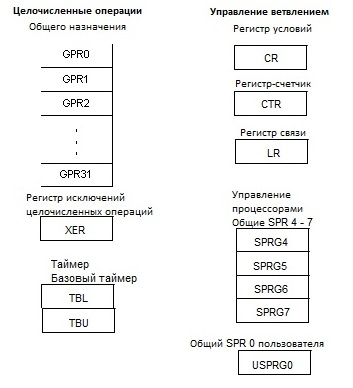 Целочисленные операции
Общего назначения
GPR0
GPR1
GPR2
.
.
.
GPR31
Регистр исключений
целочисленных операций
XER
Таймер
Базовый таймер
TBL
TBU
Управление ветвлением
Регистр условий
CR
Регистр-счетчик
CTR
Регистр связи
LR
Управление
процессорами
Общие SPR 4 - 7
SPRG4
SPRG5
SPRG6
SPRG7
Общий SPR 0 пользователя
USPRG0